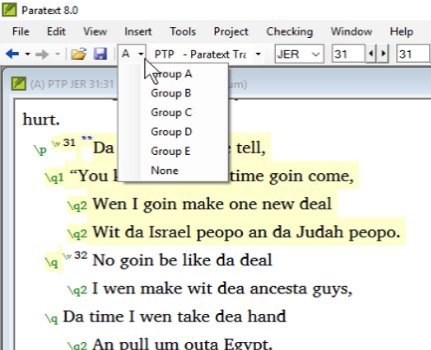 Paratext 8.0
File Edit View Insert Tools Project Checking Window Help
A PTP - Paratext Tra JER 31 31
(A) PTP JER 31:31 um)
Group A
Group B
Group C
Group D
Group E
None
hurt.
\p \v 31 "Da tell,
\q1 “You time goin come,
\q2 Wen I goin make one new deal
\q2 Wit da Israel peopo an da Judah peopo.
\q \v 32 No goin be like da deal
\q2 I wen make wit dea ancesta guys,
\q Da time I wen take dea hand
\q2 An pull um outa Egypt.